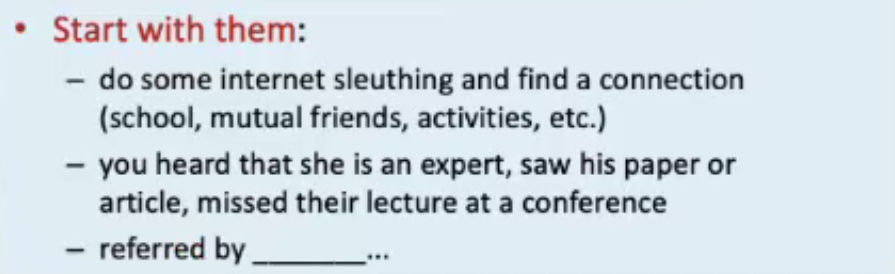 • Start with them:
– do some internet sleuthing and find a connection
(school, mutual friends, activities, etc.)
– you heard that she is an expert, saw his paper or
article, missed their lecture at a conference
– referred by _______...